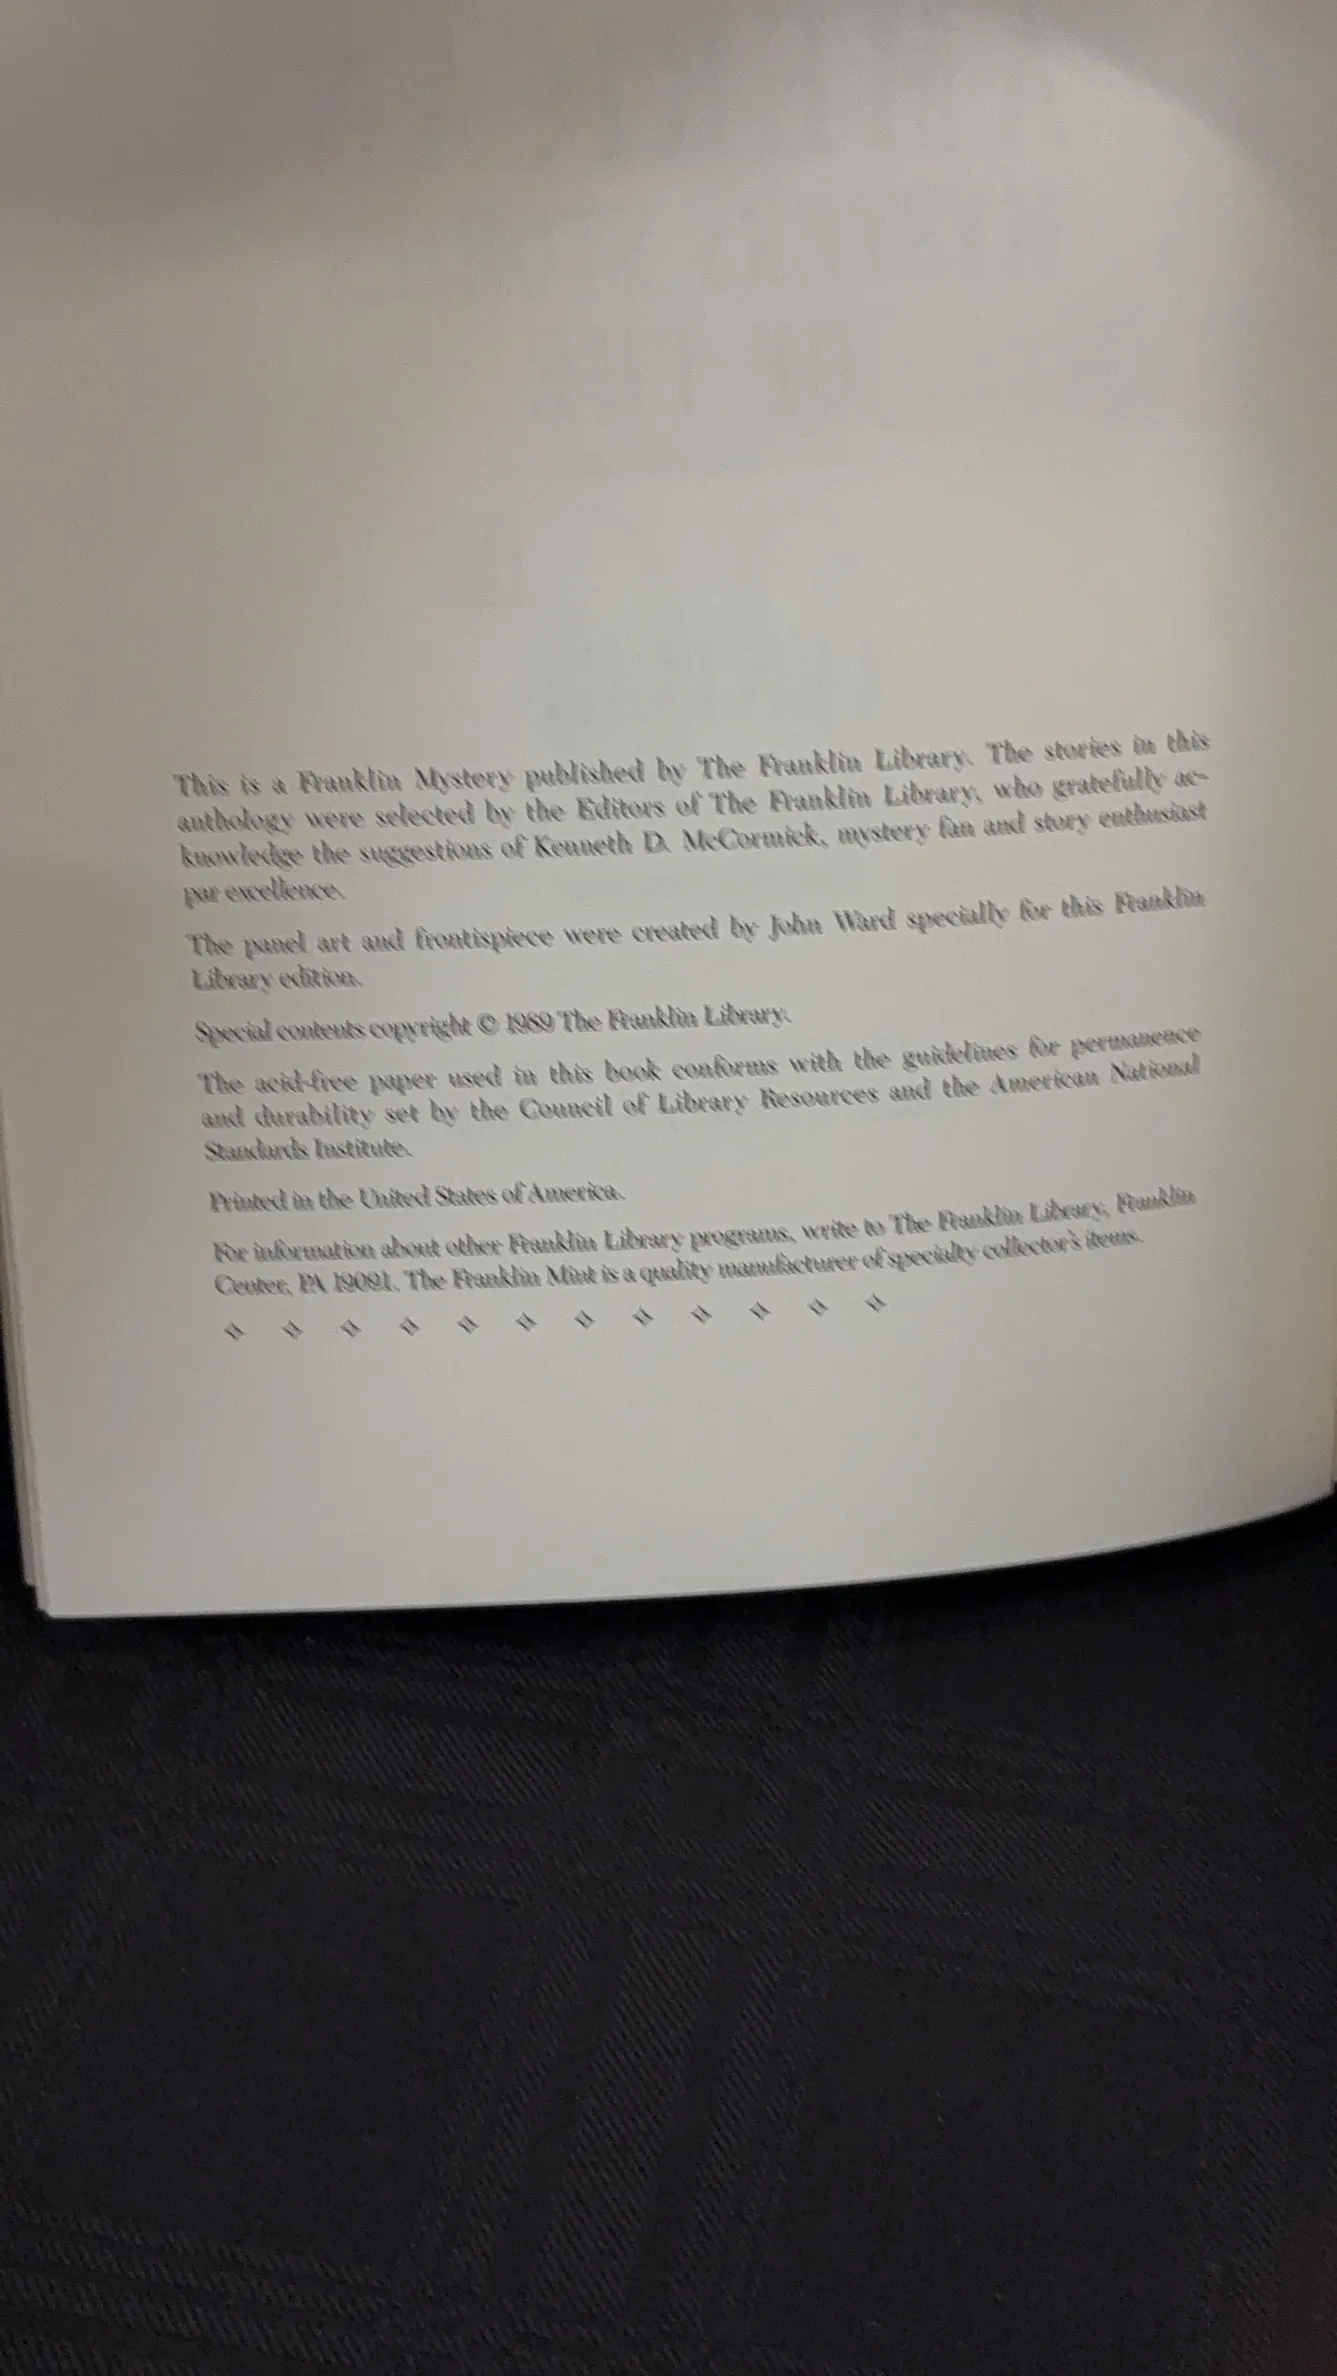 This is a Franklin Mystery published by The Franklin Library. The stories in this
anthology were selected by the Editors of The Franklin Library, who gratefully ac-
knowledge the suggestions of Kenneth D. McCormick, mystery fan and story enthusiast
par excellence.
The panel art and frontispiece were created by John Ward specially for this Franklin
Library edition.
Special contents copyright © 1989 The Franklin Library.
The acid-free paper used in this book conforms with the guidelines for permanence
and durability set by the Council of Library Resources and the American National
Standards Institute.
Printed in the United States of America.
For information about other Franklin Library programs, write to The Franklin Library, Franklin
Center, PA 19091. The Franklin Mint is a quality manufacturer of specialty collector's items.